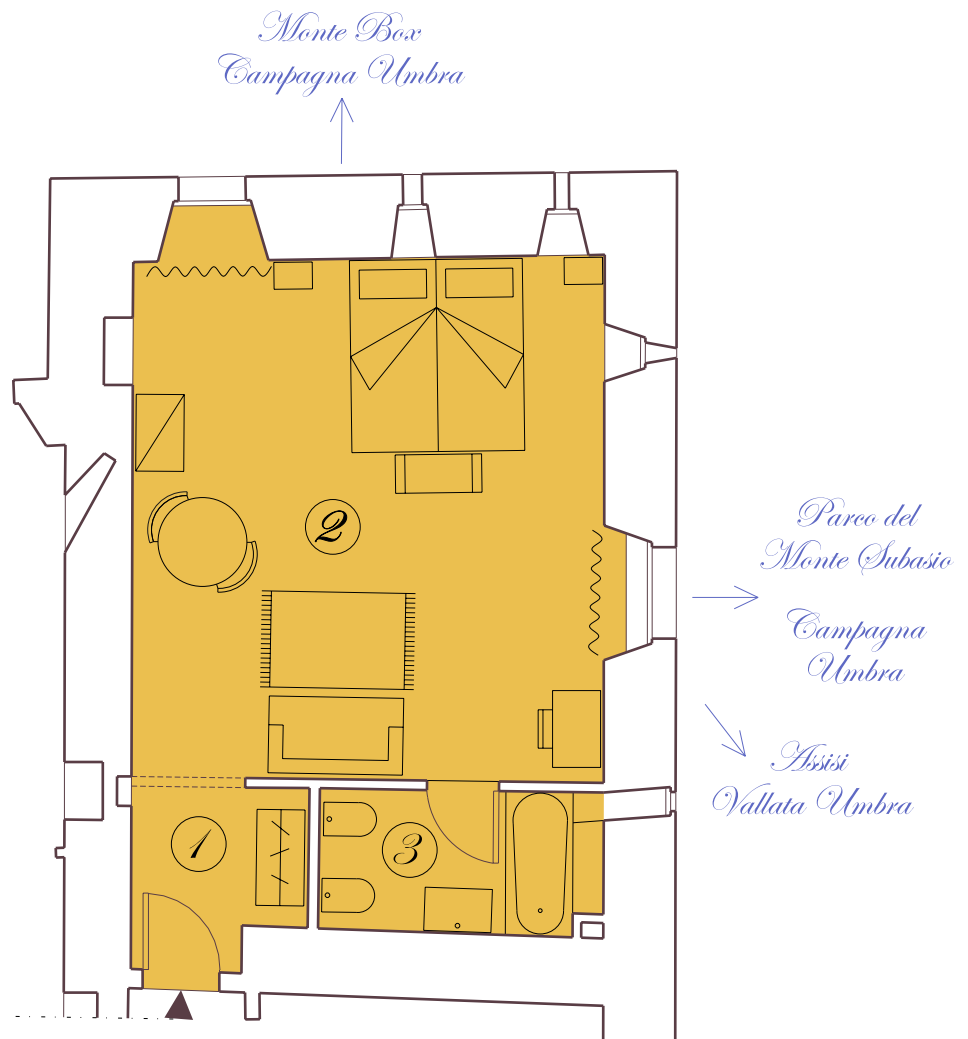 Monte Box
Campagna Umbra
2
Parco del
Monte Subasio
Campagna
Umbra
Assisi
Vallata Umbra
1
3